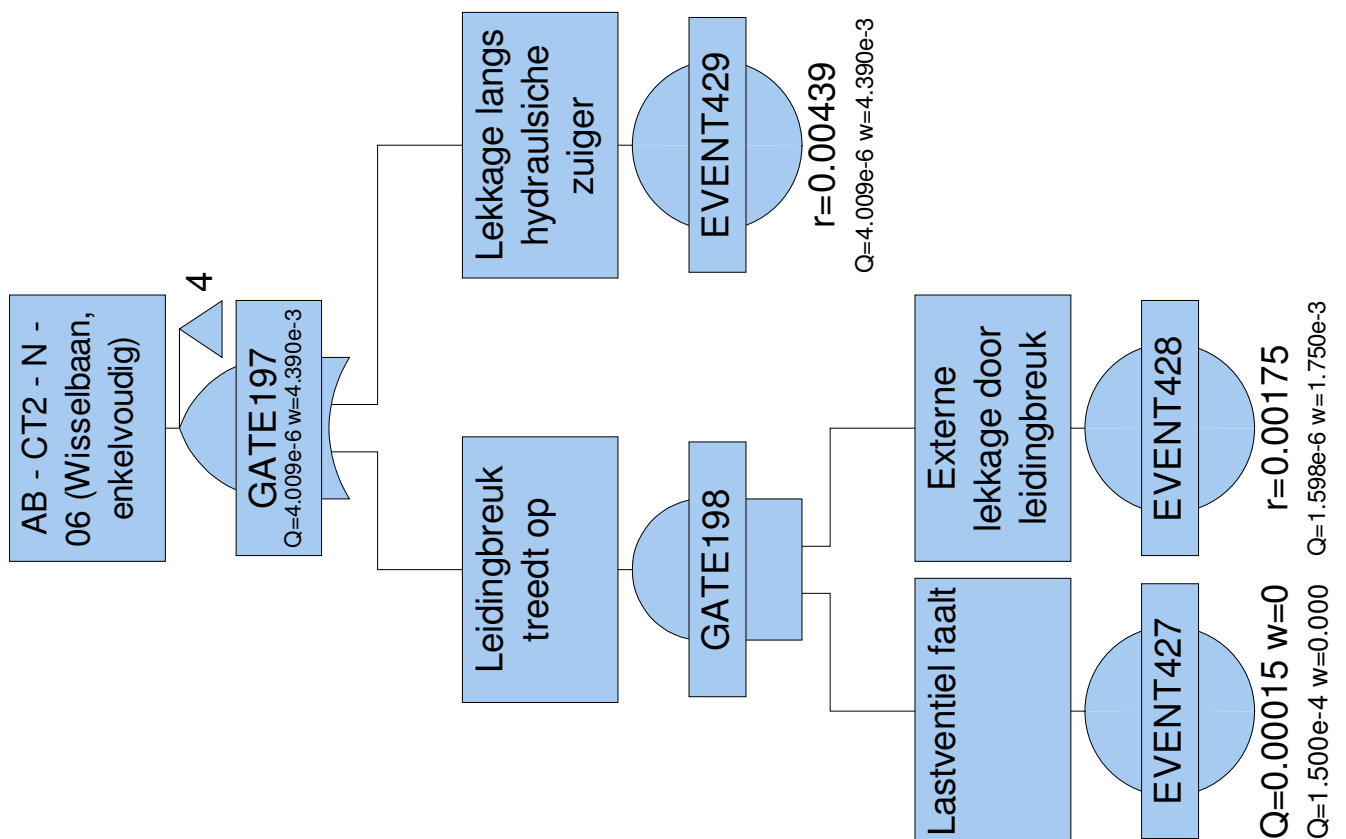 AB - CT2 - N -
06 (Wisselbaan,
enkelvoudig)
4
GATE197
Q=4.009e-6 w=4.390e-3
Leidingbreuk
treedt op
GATE198
Lekkage langs
hydraulsiche
zuiger
EVENT429
r=0.00439
Q=4.009e-6 w=4.390e-3
Lastventiel faalt
EVENT427
Q=0.00015 w=0
Q=1.500e-4 w=0.000
Externe
lekkage door
leidingbreuk
EVENT428
r=0.00175
Q=1.598e-6 w=1.750e-3